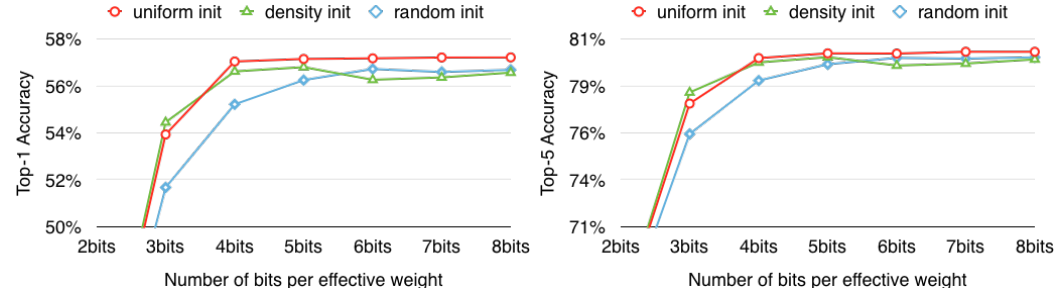 uniform init density init random init
58%
56%
54%
52%
50%
Top-1 Accuracy
2bits 3bits 4bits 5bits 6bits 7bits 8bits
Number of bits per effective weight
uniform init density init random init
81%
79%
76%
74%
71%
Top-5 Accuracy
2bits 3bits 4bits 5bits 6bits 7bits 8bits
Number of bits per effective weight